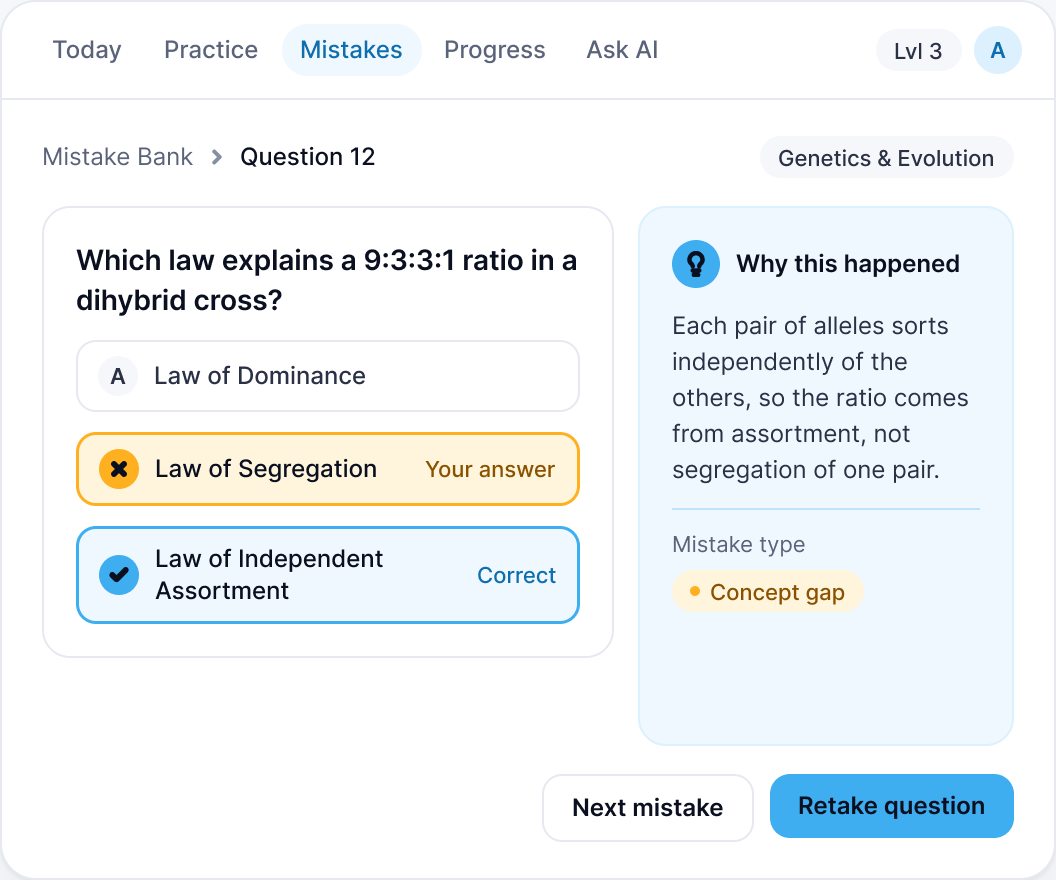 Today Practice Mistakes Progress Ask AI Lvl 3 A
Mistake Bank Question 12 Genetics & Evolution
Which law explains a 9:3:3:1 ratio in a
dihybrid cross?
A Law of Dominance
Law of Segregation Your answer
Law of Independent
Assortment
Correct
Why this happened
Each pair of alleles sorts
independently of the
others, so the ratio comes
from assortment, not
segregation of one pair.
Mistake type
Concept gap
Next mistake Retake question